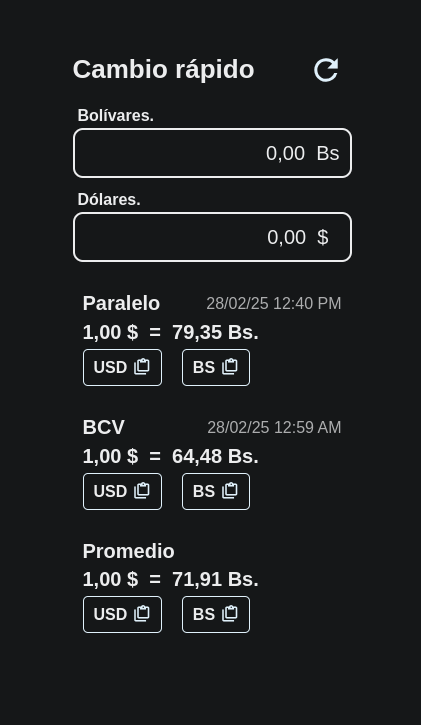 Cambio rápido
Bolívares.
0,00 Bs
Dólares.
0,00 $
Paralelo 28/02/25 12:40 PM
1,00 $ = 79,35 Bs.
USD BS
BCV 28/02/25 12:59 AM
1,00 $ = 64,48 Bs.
USD BS
Promedio
1,00 $ = 71,91 Bs.
USD BS